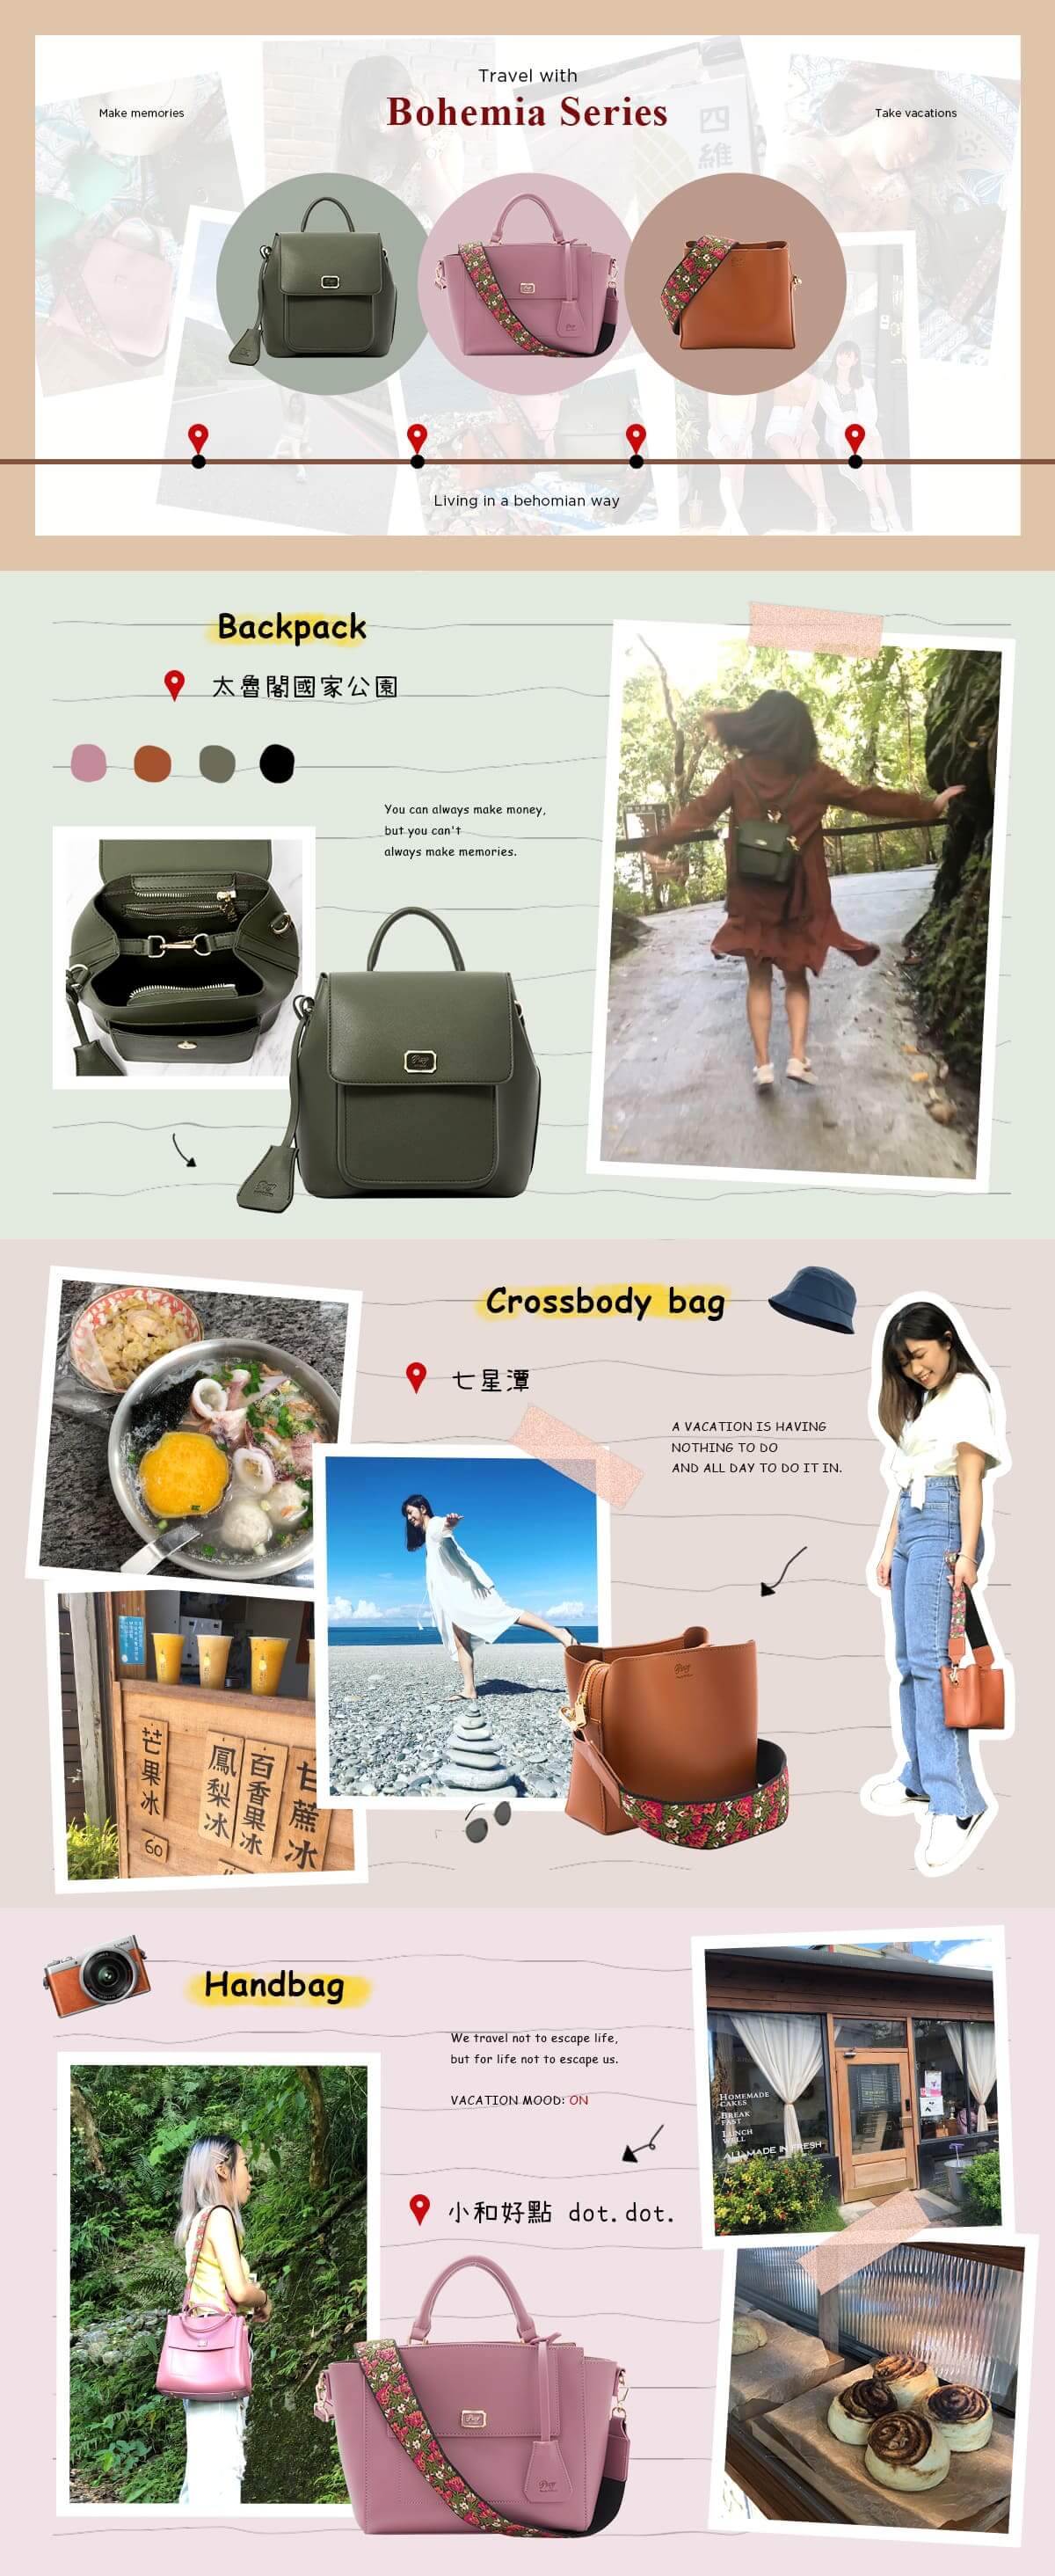 Travel with
Bohemia Series
Make memories
Take vacations
四
維
Living in a behomian way
Backpack
太魯閣國家公園
You can always make money,
but you can't
always make memories.
Crossbody bag
七星潭
A VACATION IS HAVING
NOTHING TO DO
AND ALL DAY TO DO IT IN.
芒果冰
60
鳳梨冰
百香果冰
甘蔗冰
Handbag
We travel not to escape life,
but for life not to escape us.
VACATION MOOD: ON
小和好點 dot. dot.
HOMEMADE
CAKES
BREAK
FAST
LUNCH
WELL
ALL MADE IN FRESH